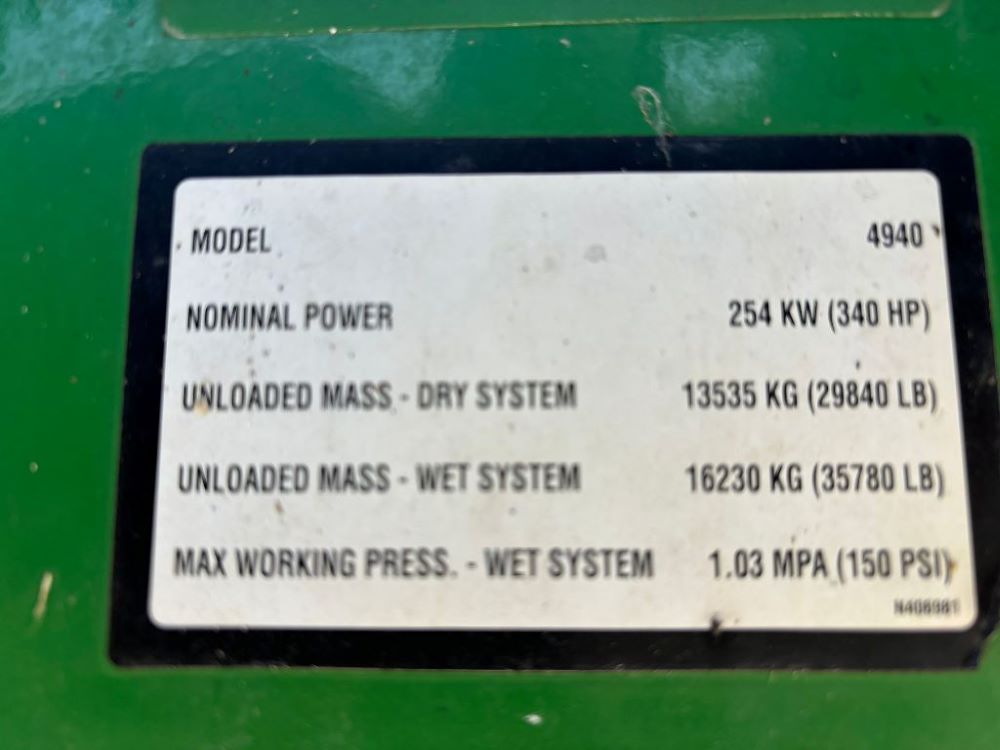 MODEL 4940
NOMINAL POWER 254 KW (340 HP)
UNLOADED MASS - DRY SYSTEM 13535 KG (29840 LB)
UNLOADED MASS - WET SYSTEM 16230 KG (35780 LB)
MAX WORKING PRESS. - WET SYSTEM 1.03 MPA (150 PSI)